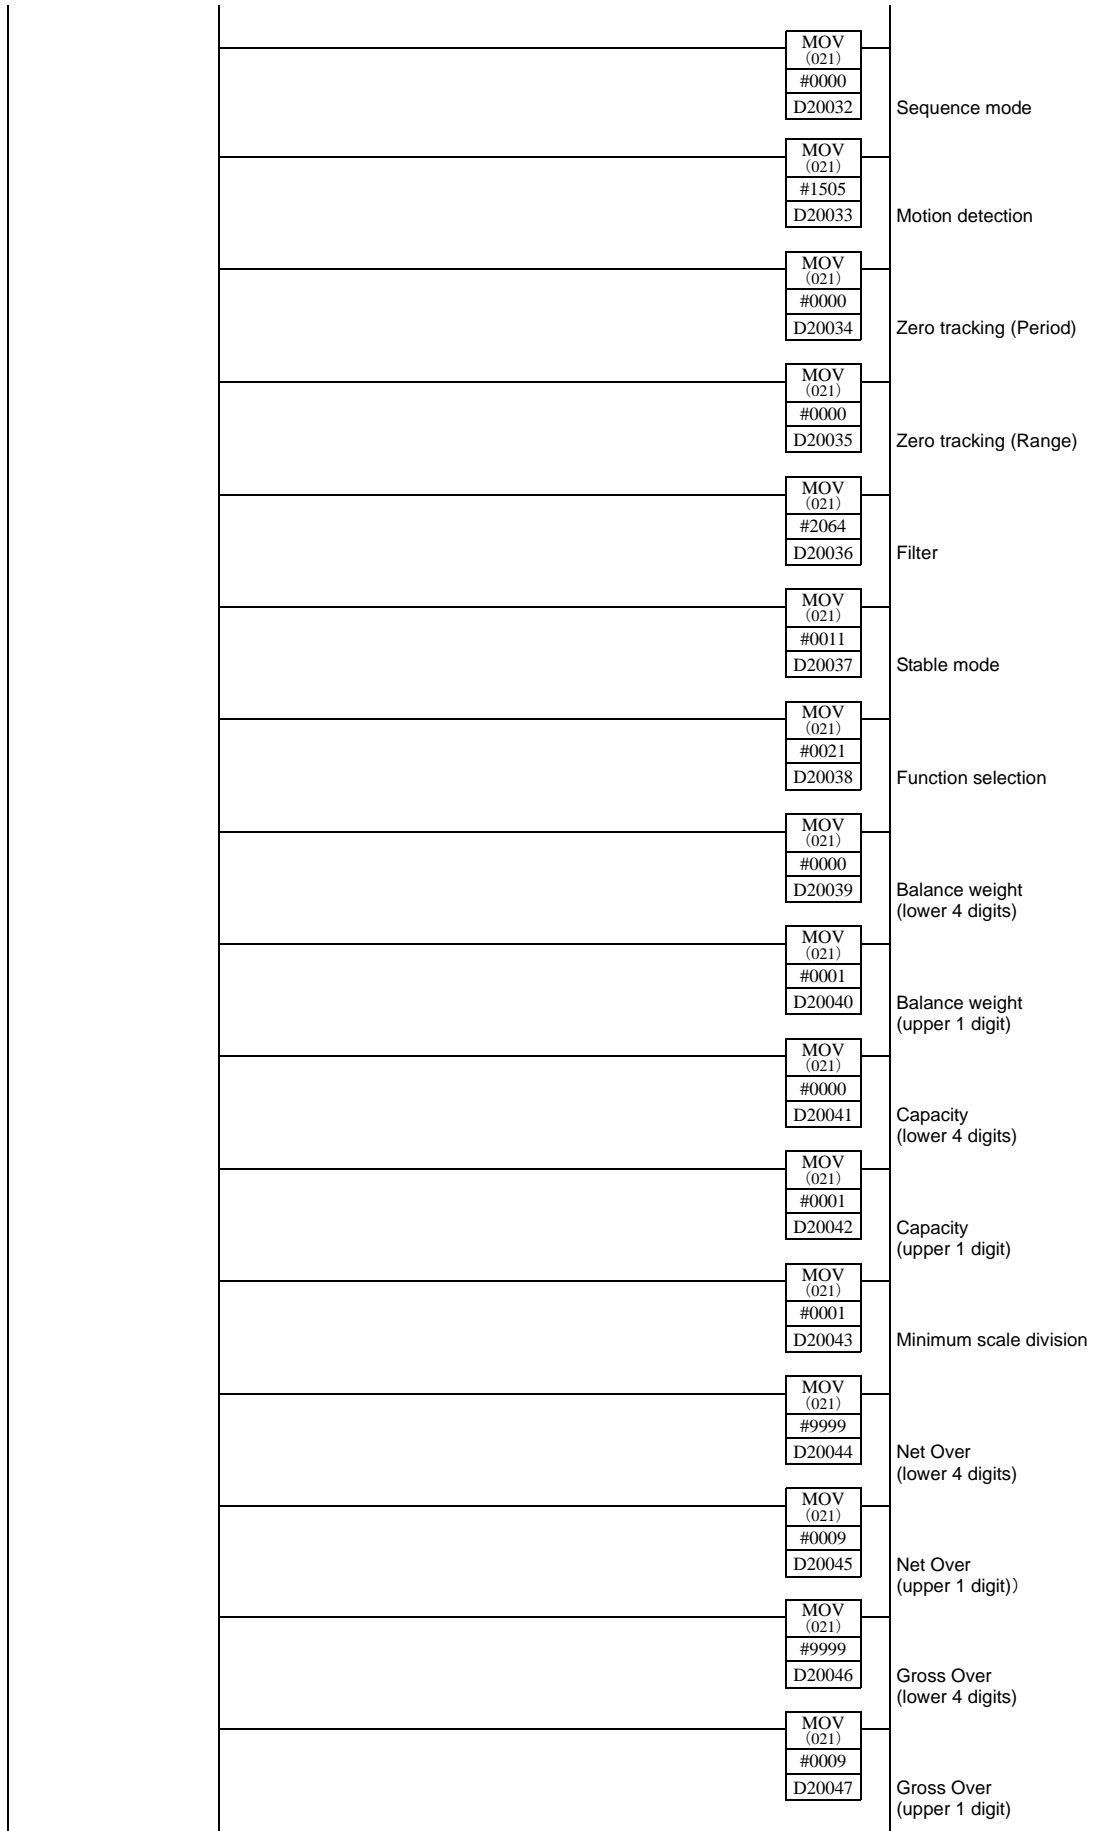 MOV
（021）
#0000
D20032
Sequence mode
MOV
（021）
#1505
D20033
Motion detection
MOV
（021）
#0000
D20034
Zero tracking (Period)
MOV
（021）
#0000
D20035
Zero tracking (Range)
MOV
（021）
#2064
D20036
Filter
MOV
（021）
#0011
D20037
Stable mode
MOV
（021）
#0021
D20038
Function selection
MOV
（021）
#0000
D20039
Balance weight
(lower 4 digits)
MOV
（021）
#0001
D20040
Balance weight
(upper 1 digit)
MOV
（021）
#0000
D20041
Capacity
(lower 4 digits)
MOV
（021）
#0001
D20042
Capacity
(upper 1 digit)
MOV
（021）
#0001
D20043
Minimum scale division
MOV
（021）
#9999
D20044
Net Over
(lower 4 digits)
MOV
（021）
#0009
D20045
Net Over
(upper 1 digit)）
MOV
（021）
#9999
D20046
Gross Over
(lower 4 digits)
MOV
（021）
#0009
D20047
Gross Over
(upper 1 digit)